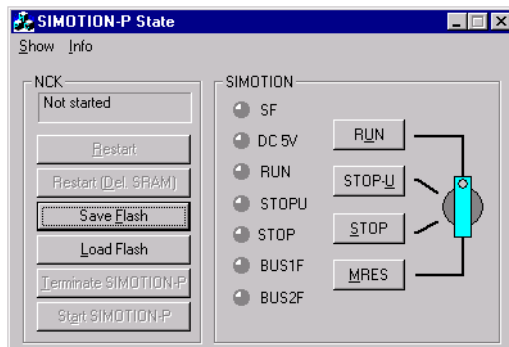 SIMOTION-P State
Show Info
NCK
Not started
Restart
Restart (Del. SRAM)
Save Flash
Load Flash
Terminate SIMOTION-P
Start SIMOTION-P
SIMOTION
SF
DC 5V
RUN
STOPU
STOP
BUS1F
BUS2F
RUN
STOP-U
STOP
MRES